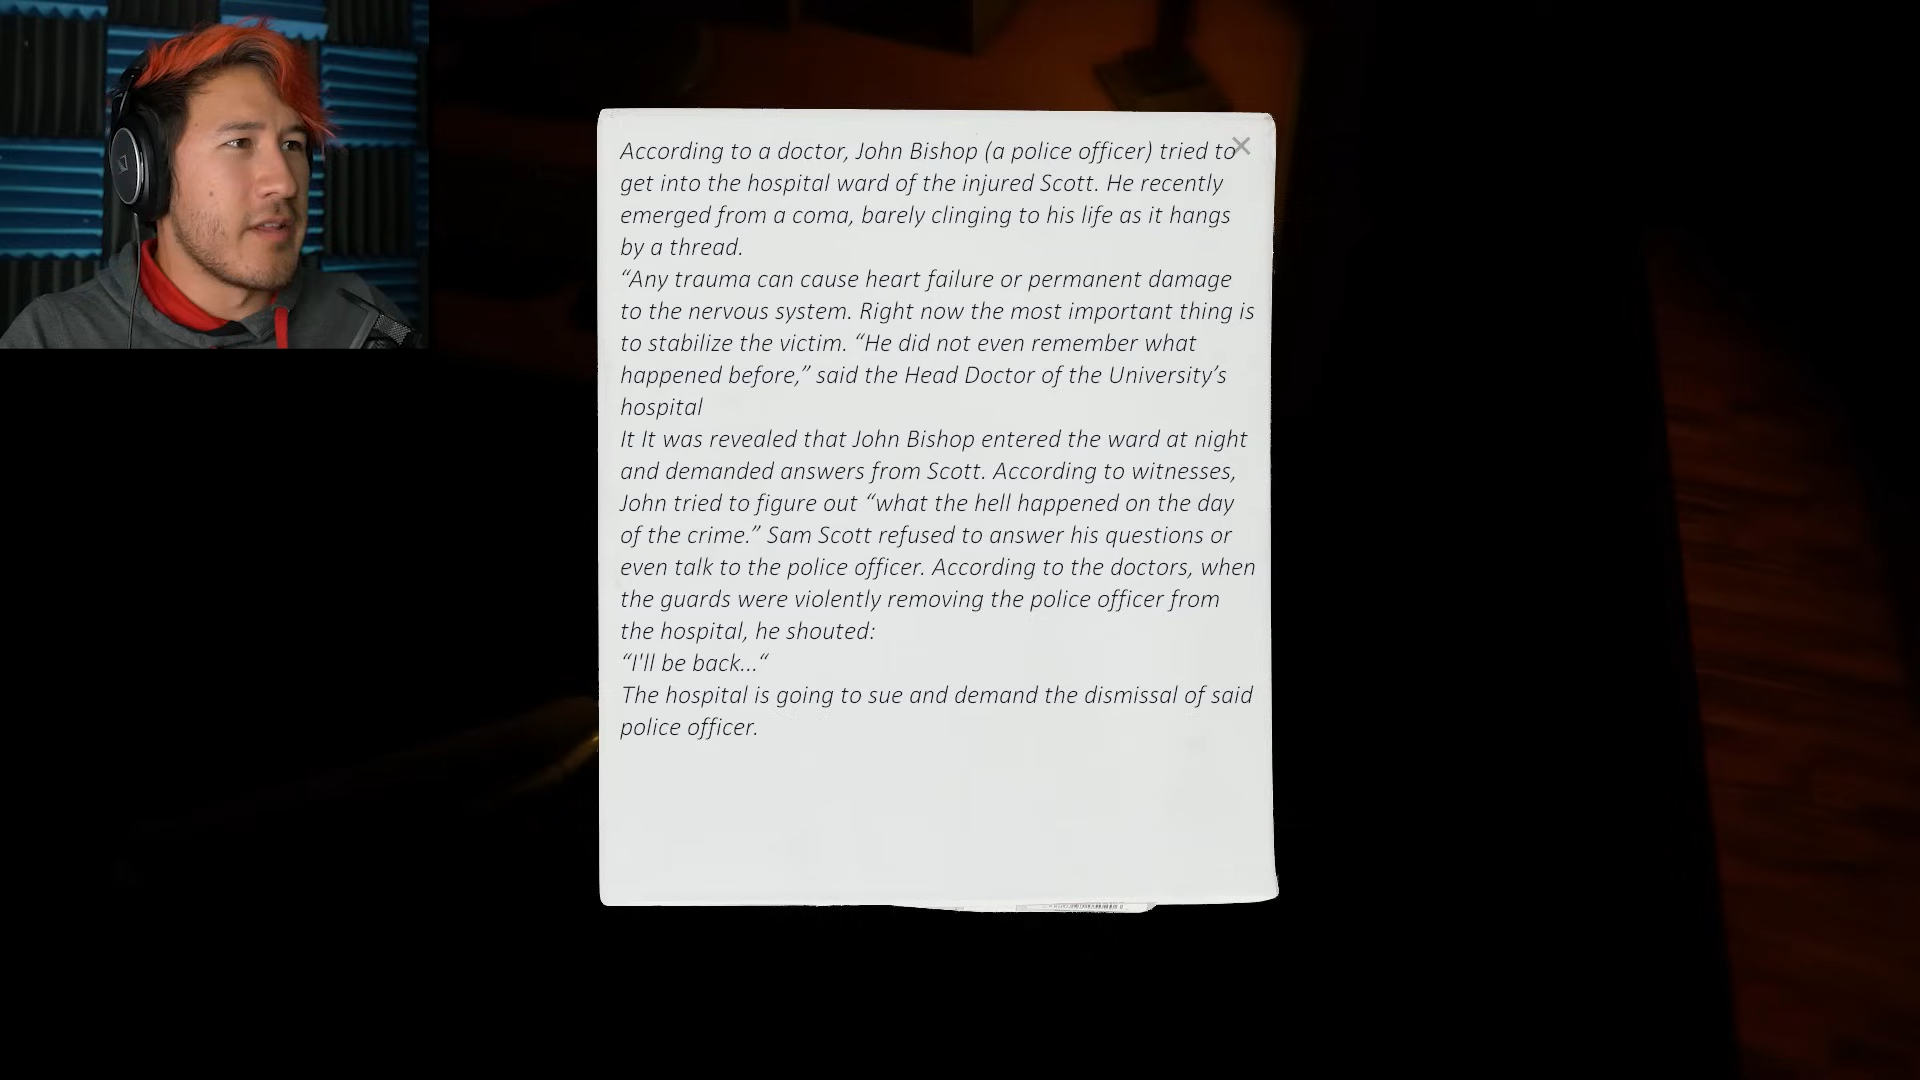 According to a doctor, John Bishop (a police officer) tried to
get into the hospital ward of the injured Scott. He recently
emerged from a coma, barely clinging to his life as it hangs
by a thread.
“Any trauma can cause heart failure or permanent damage
to the nervous system. Right now the most important thing is
to stabilize the victim. “He did not even remember what
happened before,” said the Head Doctor of the University’s
hospital
It It was revealed that John Bishop entered the ward at night
and demanded answers from Scott. According to witnesses,
John tried to figure out “what the hell happened on the day
of the crime.” Sam Scott refused to answer his questions or
even talk to the police officer. According to the doctors, when
the guards were violently removing the police officer from
the hospital, he shouted:
“I'll be back...“
The hospital is going to sue and demand the dismissal of said
police officer.